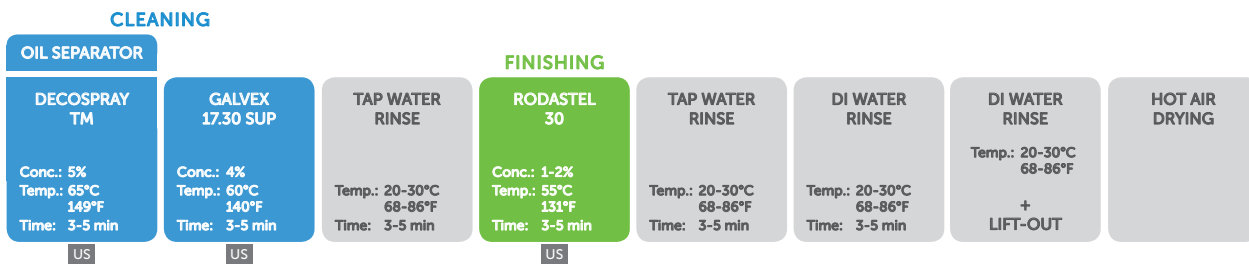 CLEANING
OIL SEPARATOR
DECOSPRAY
TM
Conc.: 5%
Temp.: 65°C
149°F
Time: 3-5 min
US
GALVEX
17.30 SUP
Conc.: 4%
Temp.: 60°C
140°F
Time: 3-5 min
US
TAP WATER
RINSE
Temp.: 20-30°C
68-86°F
Time: 3-5 min
FINISHING
RODASTEL
30
Conc.: 1-2%
Temp.: 55°C
131°F
Time: 3-5 min
US
TAP WATER
RINSE
Temp.: 20-30°C
68-86°F
Time: 3-5 min
DI WATER
RINSE
Temp.: 20-30°C
68-86°F
Time: 3-5 min
DI WATER
RINSE
Temp.: 20-30°C
68-86°F
+
LIFT-OUT
HOT AIR
DRYING